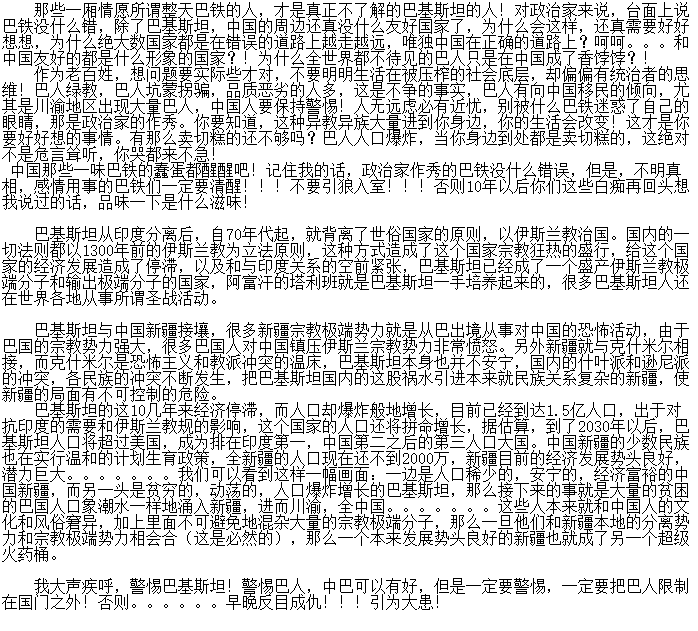 那些一厢情愿所谓整天巴铁的人，才是真正不了解的巴基斯坦的人！对政治家来说，台面上说
巴铁没什么错，除了巴基斯坦，中国的周边还真没什么友好国家了，为什么会这样，还真需要好好
想想，为什么绝大数国家都是在错误的道路上越走越远，唯独中国在正确的道路上？呵呵。。。和
中国友好的都是什么形象的国家？！为什么全世界都不待见的巴人只是在中国成了香饽饽？！
作为老百姓，想问题要实际些才对，不要明明生活在被压榨的社会底层，却偏偏有统治者的思
维！巴人绿教，巴人坑蒙拐骗，品质恶劣的人多，这是不争的事实，巴人有向中国移民的倾向，尤
其是川渝地区出现大量巴人，中国人要保持警惕！人无远虑必有近忧，别被什么巴铁迷惑了自己的
眼睛，那是政治家的作秀。你要知道，这种异教异族大量进到你身边，你的生活会改变！这才是你
要好好想的事情。有那么卖切糕的还不够吗？巴人人口爆炸，当你身边到处都是卖切糕的，这绝对
不是危言耸听，你哭都来不急！
中国那些一味巴铁的蠢蛋都醒醒吧！记住我的话，政治家作秀的巴铁没什么错误，但是，不明真
相，感情用事的巴铁们一定要清醒！！！不要引狼入室！！！否则10年以后你们这些白痴再回头想
我说过的话，品味一下是什么滋味！
巴基斯坦从印度分离后，自70年代起，就背离了世俗国家的原则，以伊斯兰教治国。国内的一
切法则都以1300年前的伊斯兰教为立法原则，这种方式造成了这个国家宗教狂热的盛行，给这个国
家的经济发展造成了停滞，以及和与印度关系的空前紧张，巴基斯坦已经成了一个盛产伊斯兰教极
端分子和输出极端分子的国家，阿富汗的塔利班就是巴基斯坦一手培养起来的，很多巴基斯坦人还
在世界各地从事所谓圣战活动。
巴基斯坦与中国新疆接壤，很多新疆宗教极端势力就是从巴出境从事对中国的恐怖活动，由于
巴国的宗教势力强大，很多巴国人对中国镇压伊斯兰宗教势力非常愤怒。另外新疆就与克什米尔相
接，而克什米尔是恐怖主义和教派冲突的温床，巴基斯坦本身也并不安宁，国内的什叶派和逊尼派
的冲突，各民族的冲突不断发生，把巴基斯坦国内的这股祸水引进本来就民族关系复杂的新疆，使
新疆的局面有不可控制的危险。
巴基斯坦的这10几年来经济停滞，而人口却爆炸般地增长，目前已经到达1.5亿人口，出于对
抗印度的需要和伊斯兰教规的影响，这个国家的人口还将拼命增长，据估算，到了2030年以后，巴
基斯坦人口将超过美国，成为排在印度第一，中国第二之后的第三人口大国。中国新疆的少数民族
也在实行温和的计划生育政策，全新疆的人口现在还不到2000万，新疆目前的经济发展势头良好，
潜力巨大。。。。。。。我们可以看到这样一幅画面：一边是人口稀少的，安宁的，经济富裕的中
国新疆，而另一头是贫穷的，动荡的，人口爆炸增长的巴基斯坦，那么接下来的事就是大量的贫困
的巴国人口象潮水一样地涌入新疆，进而川渝，全中国。。。。。。。这些人本来就和中国人的文
化和风俗窘异，加上里面不可避免地混杂大量的宗教极端分子，那么一旦他们和新疆本地的分离势
力和宗教极端势力相会合（这是必然的），那么一个本来发展势头良好的新疆也就成了另一个超级
火药桶。
我大声疾呼，警惕巴基斯坦！警惕巴人，中巴可以有好，但是一定要警惕，一定要把巴人限制
在国门之外！否则。。。。。。早晚反目成仇！！！引为大患！